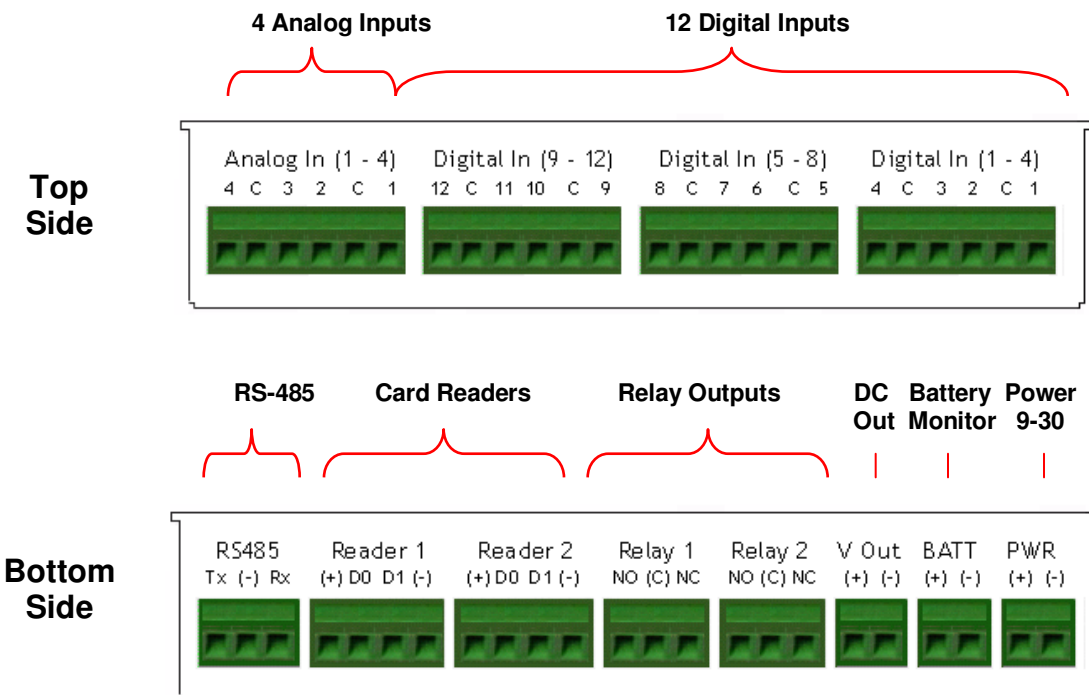 4 Analog Inputs 12 Digital Inputs
Top
Side
Analog In (1 - 4) Digital In (9 - 12) Digital In (5 - 8) Digital In (1 - 4)
4 C 3 2 C 1 12 C 11 10 C 9 8 C 7 6 C 5 4 C 3 2 C 1
RS-485 Card Readers Relay Outputs DC Battery Power
Out Monitor 9-30
Bottom
Side
RS485 Reader 1 Reader 2 Relay 1 Relay 2 V Out BATT PWR
Tx (-) Rx (+) D0 D1 (-) (+) D0 D1 (-) NO (C) NC NO (C) NC (+) (-) (+) (-) (+) (-)